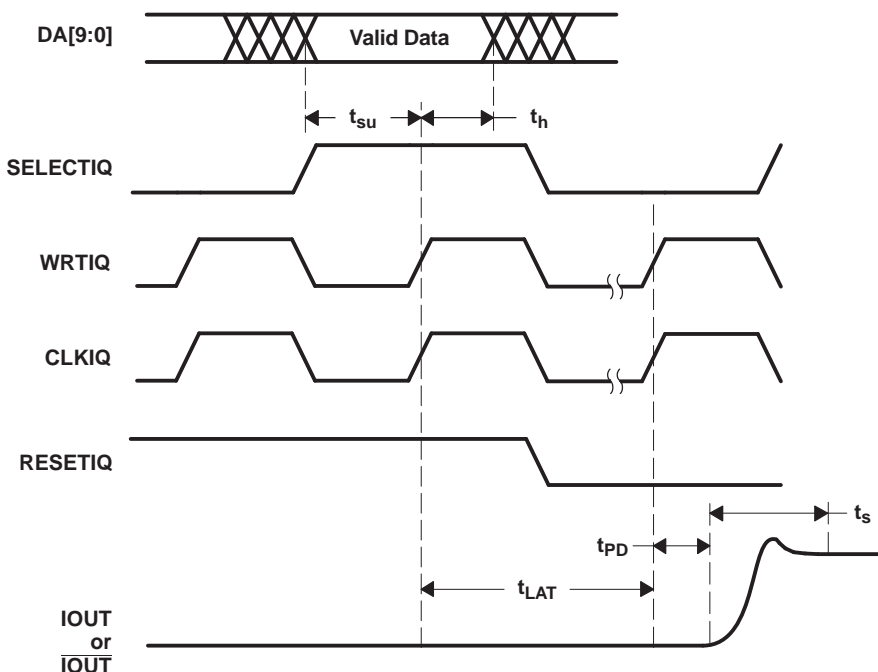 DA[9:0]
Valid Data
tsu
th
SELECTIQ
WRTIQ
CLKIQ
RESETIQ
ts
tPD
tLAT
IOUT
or
IOUT